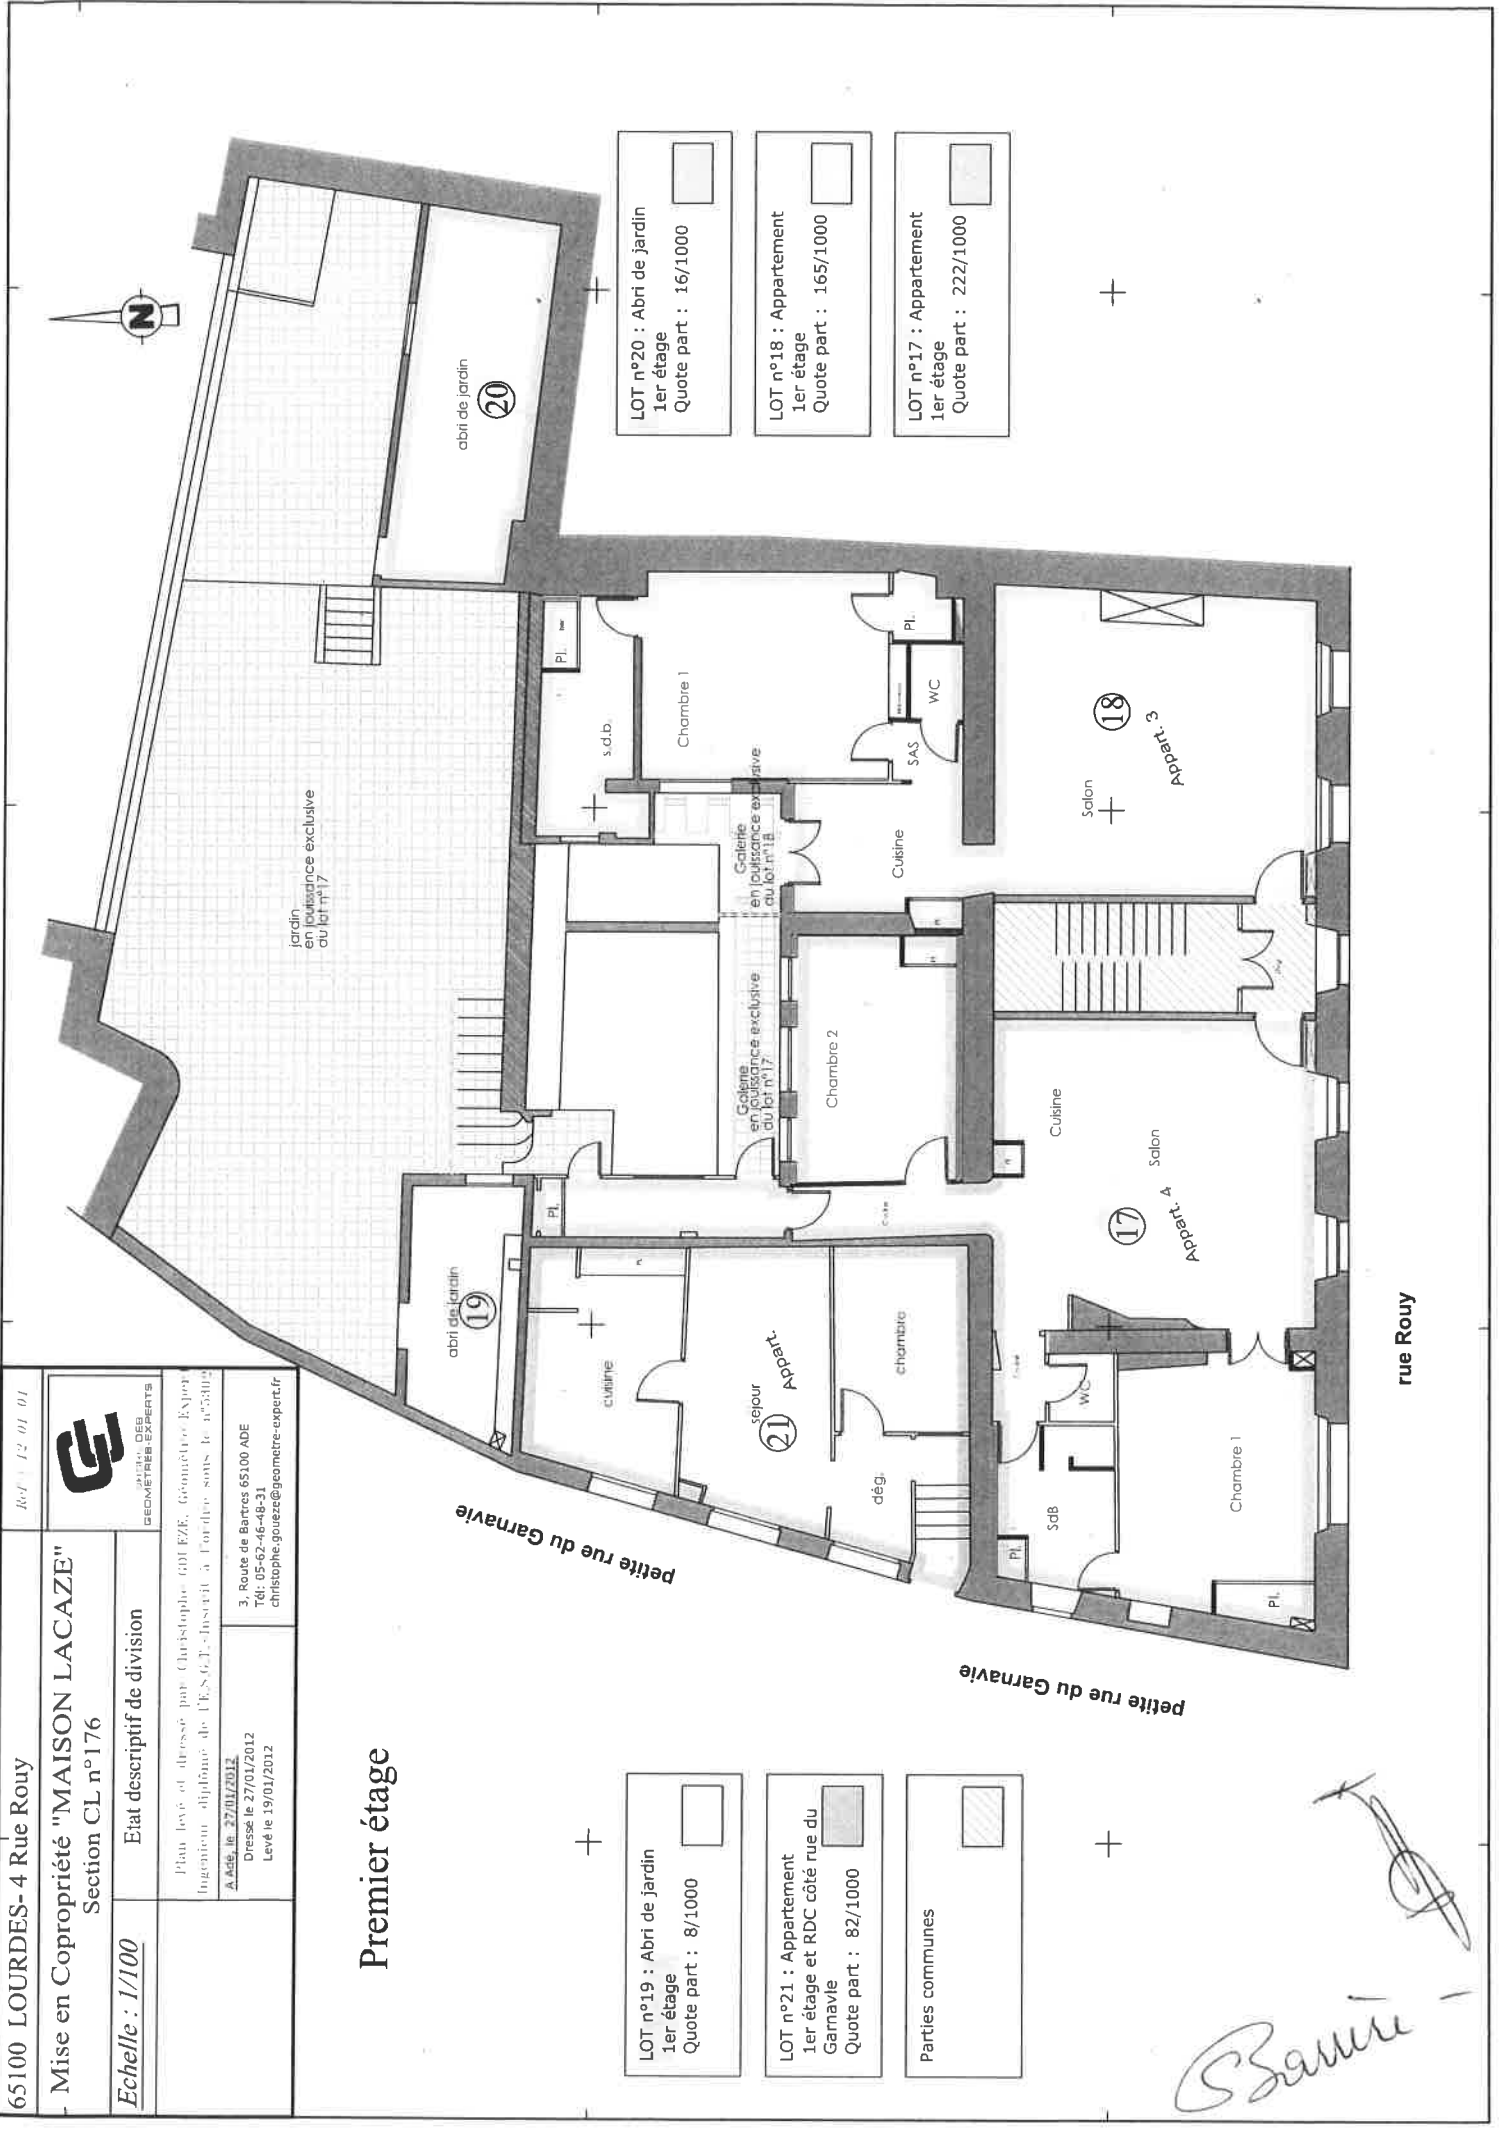 65100 LOURDES- 4 Rue Rouy
Mise en Copropriété "MAISON LACAZE"
Section CL n°176
Echelle : 1/100
Etat descriptif de division
GEOMETRES-EXPERTS
A Adé, le 27/01/2012
Dressé le 27/01/2012
Levé le 19/01/2012
3, Route de Bartres 65100 ADE
Tél: 05-62-46-48-31
christophe.goueze@geometre-expert.fr
Premier étage
N
jardin
en jouissance exclusive
du lot n°17
abri de jardin
20
abri de jardin
19
Pl.
s.d.b.
Chambre 1
Pl.
WC
SAS
Galerie
en jouissance exclusive
du lot n°18
Cuisine
Salon
18
Appart. 3
Galerie
en jouissance exclusive
du lot n°17
Chambre 2
Cuisine
Salon
17
Appart. 4
Pl.
cuisine
sejour
21
Appart.
chambre
dég.
WC
SdB
Pl.
Chambre 1
Pl.
petite rue du Garnavie
petite rue du Garnavie
rue Rouy
LOT n°20 : Abri de jardin
1er étage
Quote part : 16/1000
LOT n°18 : Appartement
1er étage
Quote part : 165/1000
LOT n°17 : Appartement
1er étage
Quote part : 222/1000
LOT n°19 : Abri de jardin
1er étage
Quote part : 8/1000
LOT n°21 : Appartement
1er étage et RDC côté rue du
Garnavie
Quote part : 82/1000
Parties communes